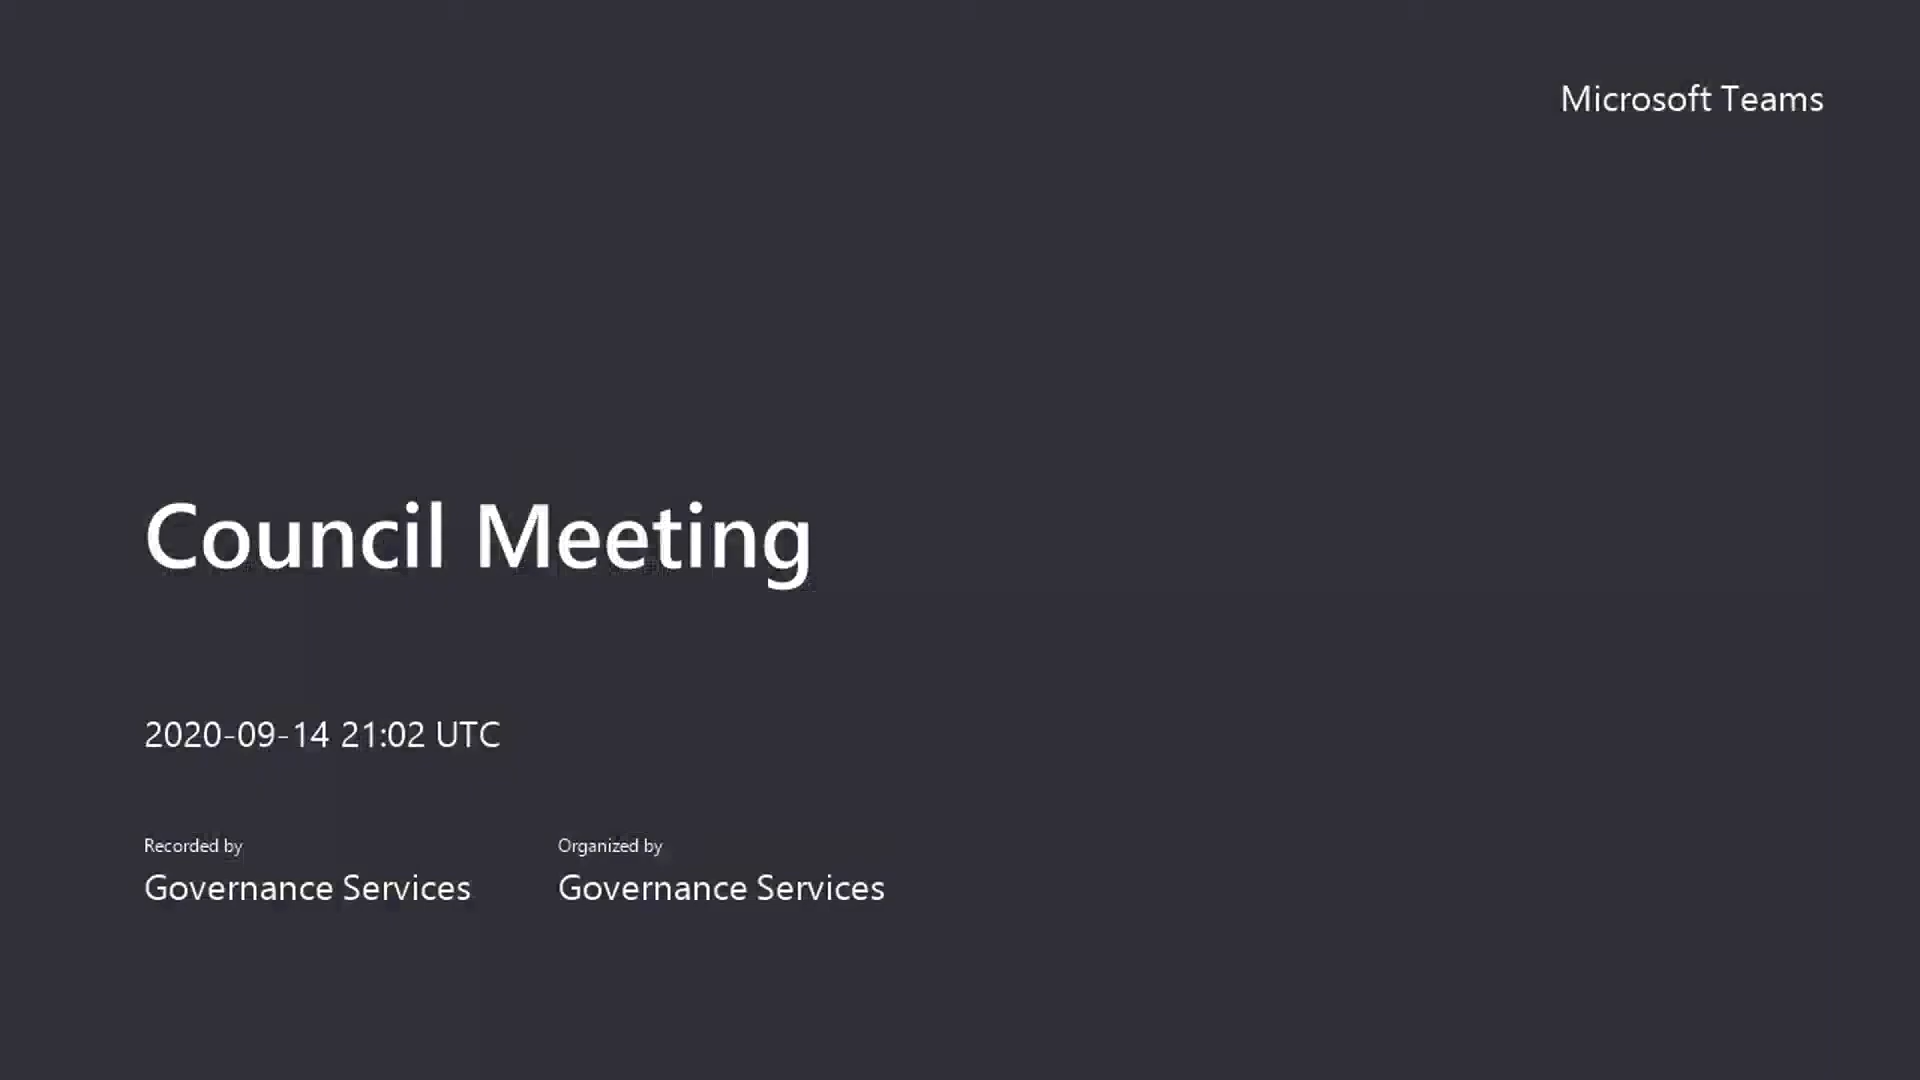 Microsoft Teams
Council Meeting
2020-09-14 21:02 UTC
Recorded by
Governance Services
Organized by
Governance Services